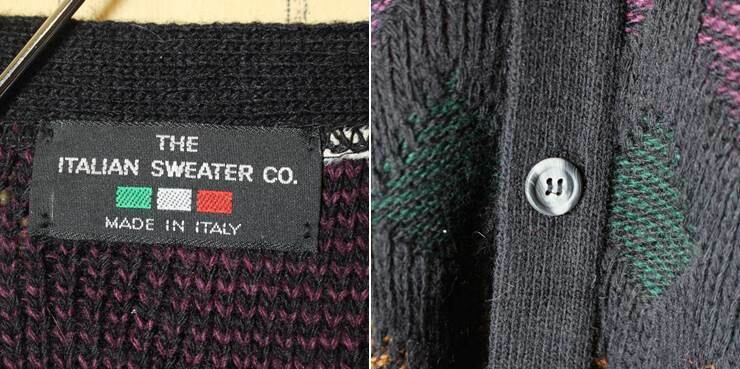 THE
ITALIAN SWEATER CO.
MADE IN ITALY